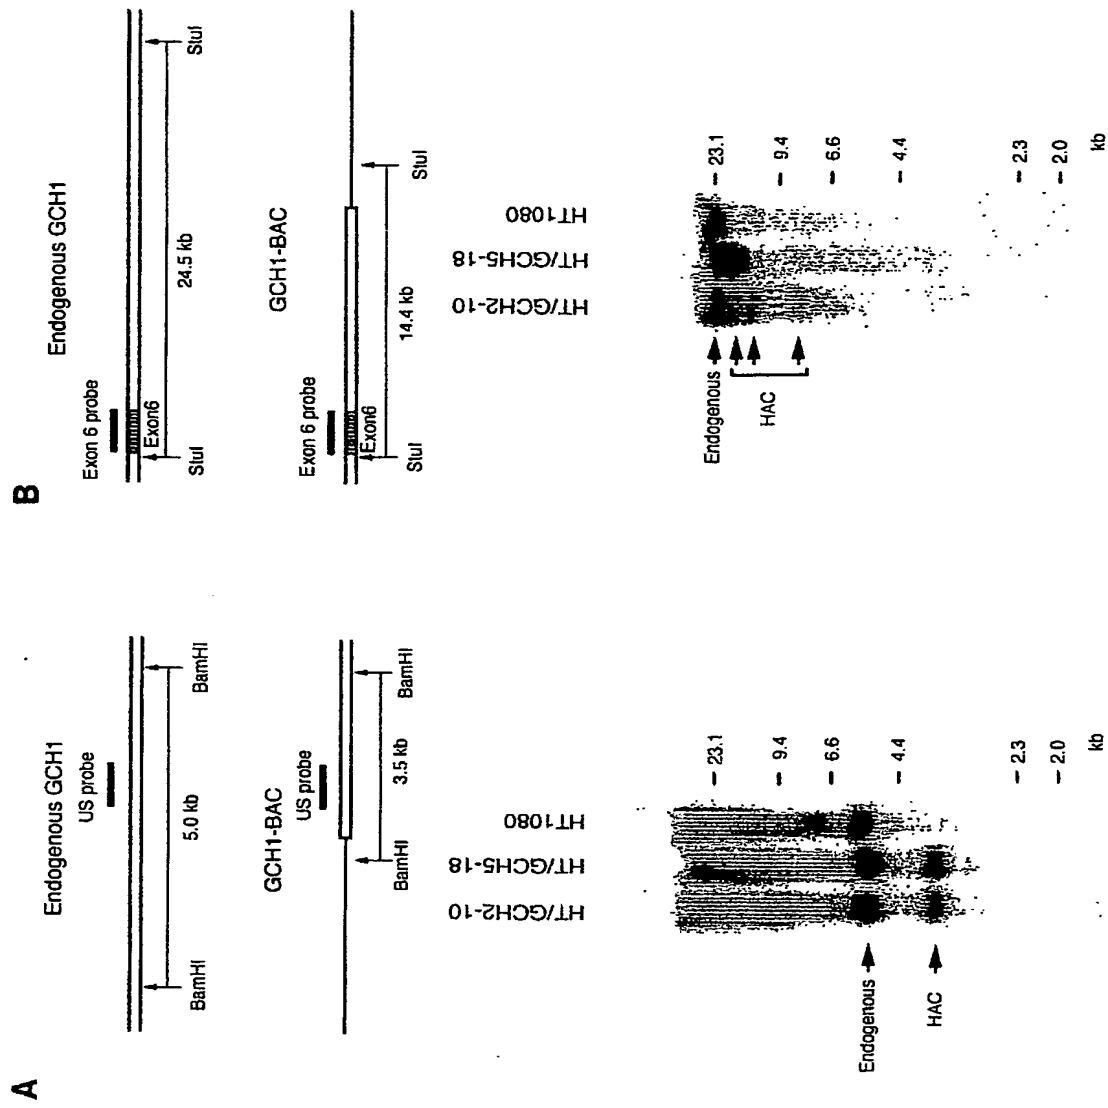 A
Endogenous GCH1
US probe
BamHI
BamHI
5.0 kb
GCH1-BAC
US probe
BamHI
BamHI
3.5 kb
HT/GCH2-10
HT/GCH5-18
HT1080
Endogenous
HAC
23.1
9.4
6.6
4.4
2.3
2.0
kb
B
Endogenous GCH1
Exon 6 probe
Exon6
StuI
StuI
24.5 kb
GCH1-BAC
Exon 6 probe
Exon6
StuI
StuI
14.4 kb
HT/GCH2-10
HT/GCH5-18
HT1080
Endogenous
HAC
23.1
9.4
6.6
4.4
2.3
2.0
kb